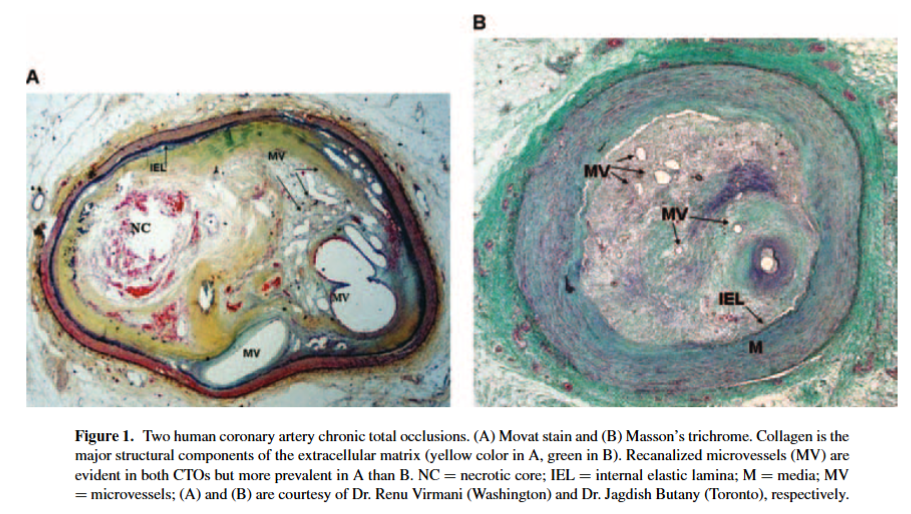 A
B
IEL
MV
NC
MV
MV
MV
MV
IEL
M
Figure 1. Two human coronary artery chronic total occlusions. (A) Movat stain and (B) Masson's trichrome. Collagen is the
major structural components of the extracellular matrix (yellow color in A, green in B). Recanalized microvessels (MV) are
evident in both CTOs but more prevalent in A than B. NC = necrotic core; IEL = internal elastic lamina; M = media; MV
= microvessels; (A) and (B) are courtesy of Dr. Renu Virmani (Washington) and Dr. Jagdish Butany (Toronto), respectively.